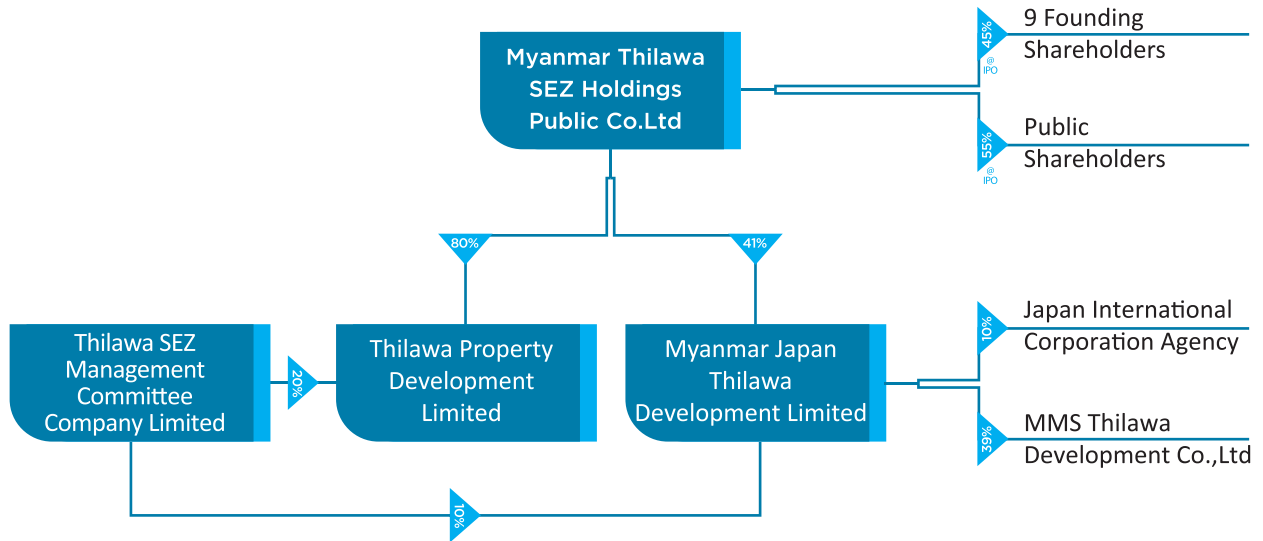 Myanmar Thilawa
SEZ Holdings
Public Co.Ltd
45%
@
IPO
9 Founding
Shareholders
55%
@
IPO
Public
Shareholders
80%
41%
Thilawa SEZ
Management
Committee
Company Limited
20%
Thilawa Property
Development
Limited
Myanmar Japan
Thilawa
Development Limited
10%
Japan International
Corporation Agency
39%
MMS Thilawa
Development Co.,Ltd
10%